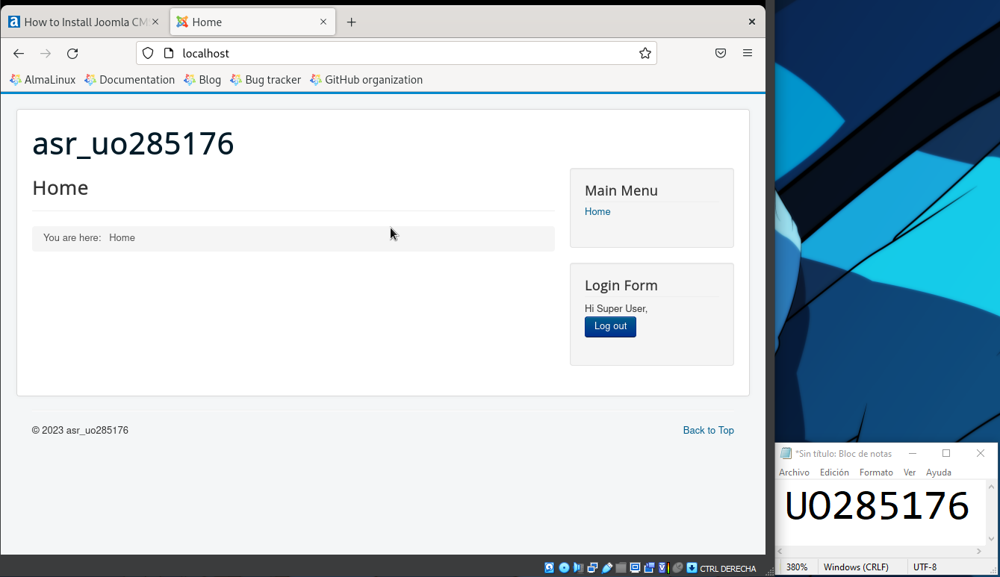 How to Install Joomla CM
Home
localhost
AlmaLinux
Documentation
Blog
Bug tracker
GitHub organization
asr_uo285176
Home
You are here: Home
Main Menu
Home
Login Form
Hi Super User,
Log out
© 2023 asr_uo285176
Back to Top
*Sin título: Bloc de notas
Archivo Edición Formato Ver Ayuda
UO285176
380% Windows (CRLF) UTF-8
CTRL DERECHA